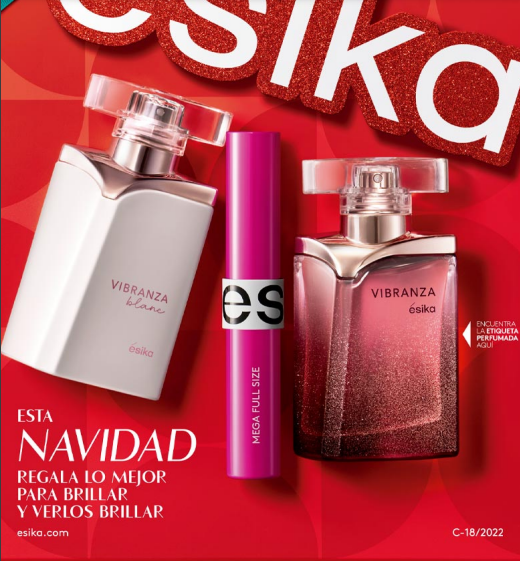 ésika
VIBRANZA
blanc
ésika
és
MEGA FULL SIZE
VIBRANZA
ésika
ENCUENTRA
LA ETIQUETA
PERFUMADA
AQUÍ
ESTA
NAVIDAD
REGALA LO MEJOR
PARA BRILLAR
Y VERLOS BRILLAR
esika.com
C-18/2022